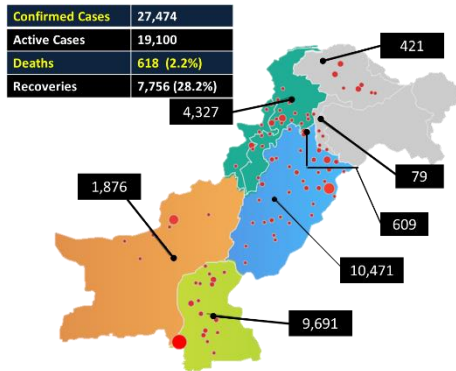 Confirmed Cases 27,474
Active Cases 19,100
Deaths 618 (2.2%)
Recoveries 7,756 (28.2%)
421
4,327
79
1,876
609
10,471
9,691